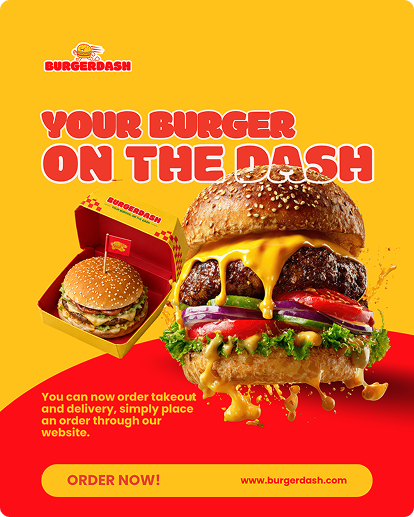 BURGERDASH
YOUR BURGER
ON THE DASH
BURGERDASH
You can now order takeout
and delivery, simply place
an order through our
website.
ORDER NOW!
www.burgerdash.com